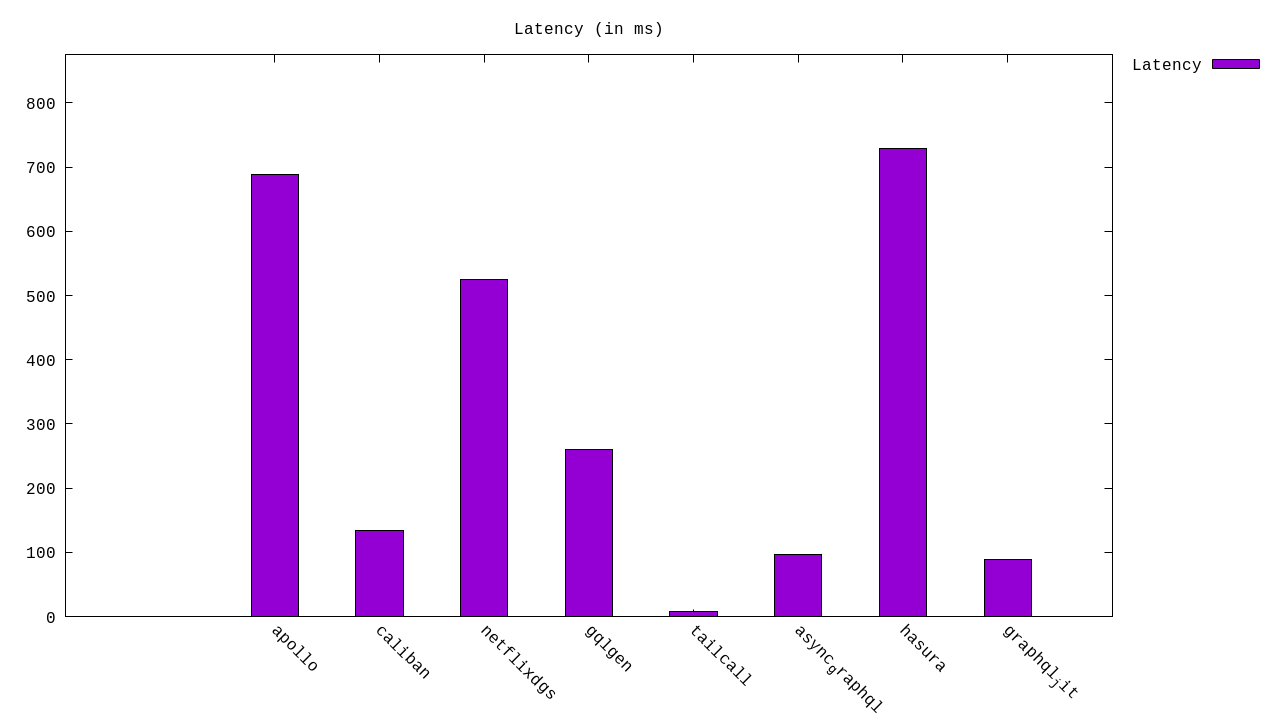 Latency (in ms)
Latency
800
700
600
500
400
300
200
100
0
apollo
caliban
netflixdgs
gqlgen
tailcall
async_graphql
hasura
graphql_jit